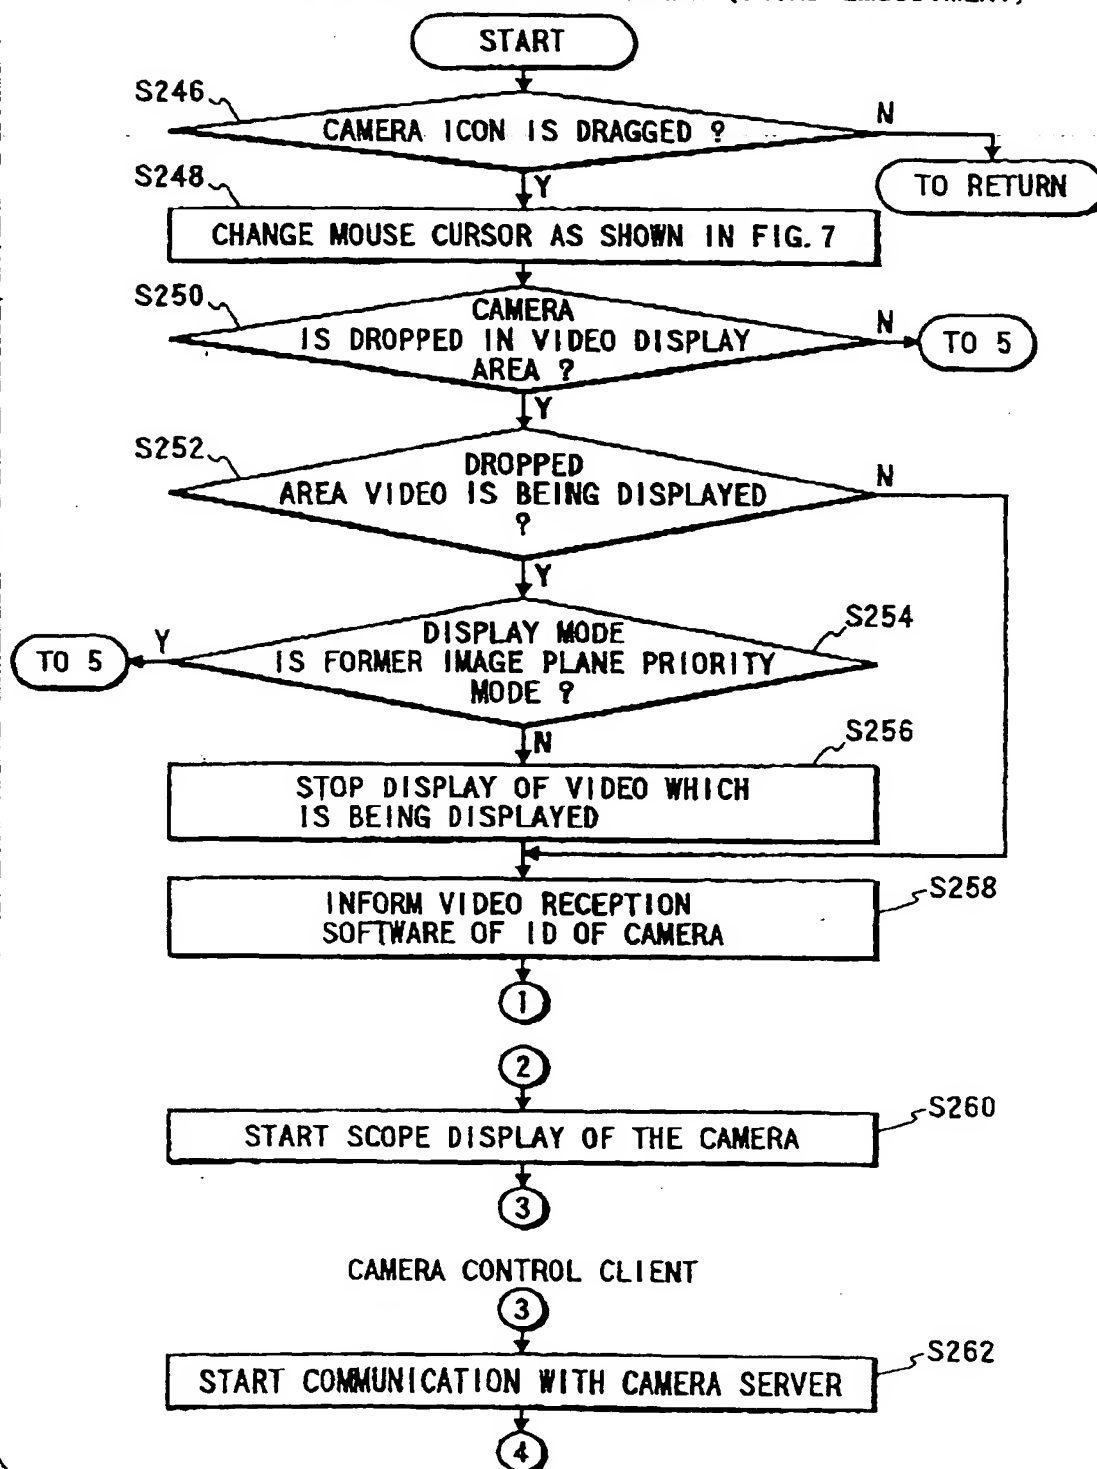 START
S246
CAMERA ICON IS DRAGGED ?
N
TO RETURN
Y
S248
CHANGE MOUSE CURSOR AS SHOWN IN FIG. 7
S250
CAMERA
IS DROPPED IN VIDEO DISPLAY
AREA ?
N
TO 5
Y
S252
DROPPED
AREA VIDEO IS BEING DISPLAYED
?
N
Y
S254
DISPLAY MODE
IS FORMER IMAGE PLANE PRIORITY
MODE ?
Y
TO 5
N
S256
STOP DISPLAY OF VIDEO WHICH
IS BEING DISPLAYED
S258
INFORM VIDEO RECEPTION
SOFTWARE OF ID OF CAMERA
1
2
S260
START SCOPE DISPLAY OF THE CAMERA
3
CAMERA CONTROL CLIENT
3
S262
START COMMUNICATION WITH CAMERA SERVER
4